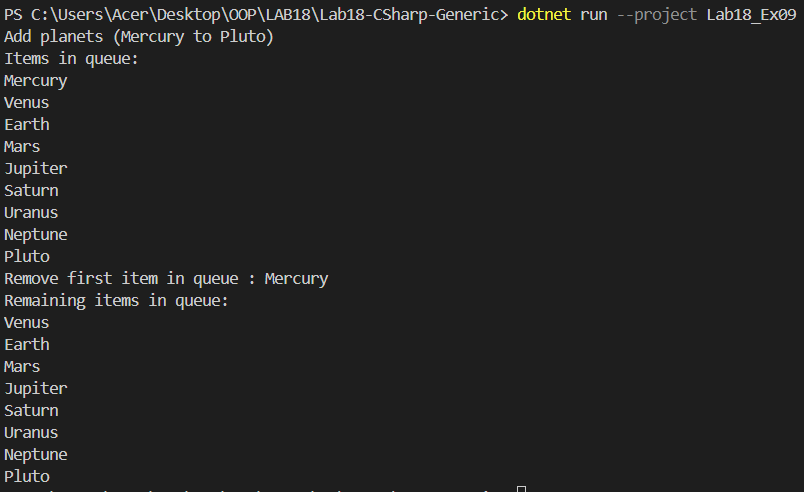 PS C:\Users\Acer\Desktop\OOP\LAB18\Lab18-CSharp-Generic> dotnet run --project Lab18_Ex09
Add planets (Mercury to Pluto)
Items in queue:
Mercury
Venus
Earth
Mars
Jupiter
Saturn
Uranus
Neptune
Pluto
Remove first item in queue : Mercury
Remaining items in queue:
Venus
Earth
Mars
Jupiter
Saturn
Uranus
Neptune
Pluto